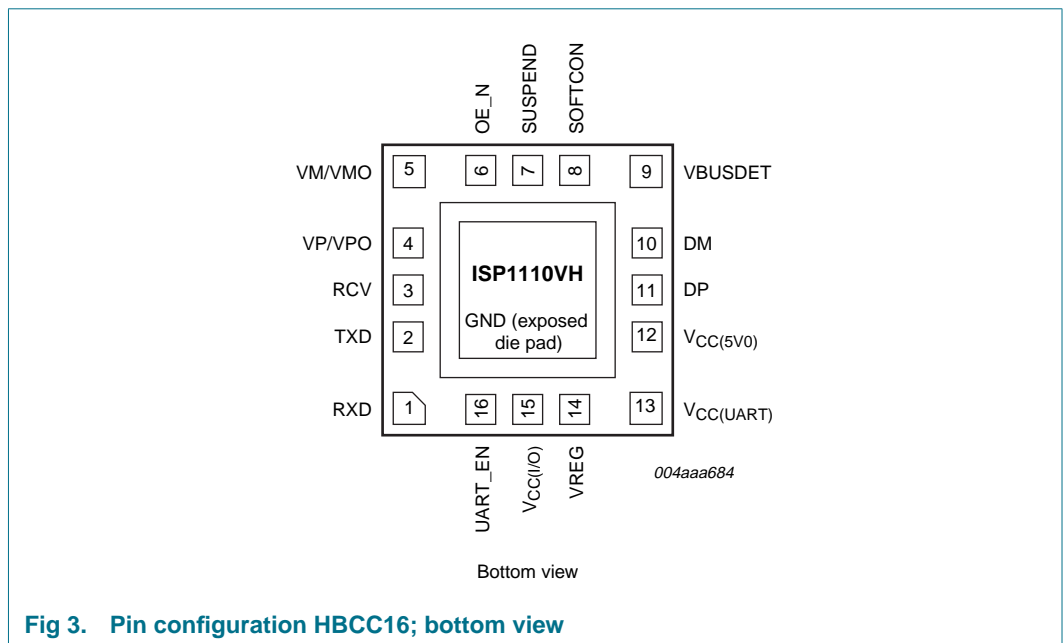 OE_N
SUSPEND
SOFTCON
VM/VMO 5 6 7 8 9 VBUSDET
VP/VPO 4 10 DM
ISP1110VH
RCV 3 11 DP
GND (exposed
die pad)
TXD 2 12 VCC(5V0)
RXD 1 16 15 14 13 VCC(UART)
UART_EN
VCC(I/O)
VREG
004aaa684
Bottom view
Fig 3. Pin configuration HBCC16; bottom view